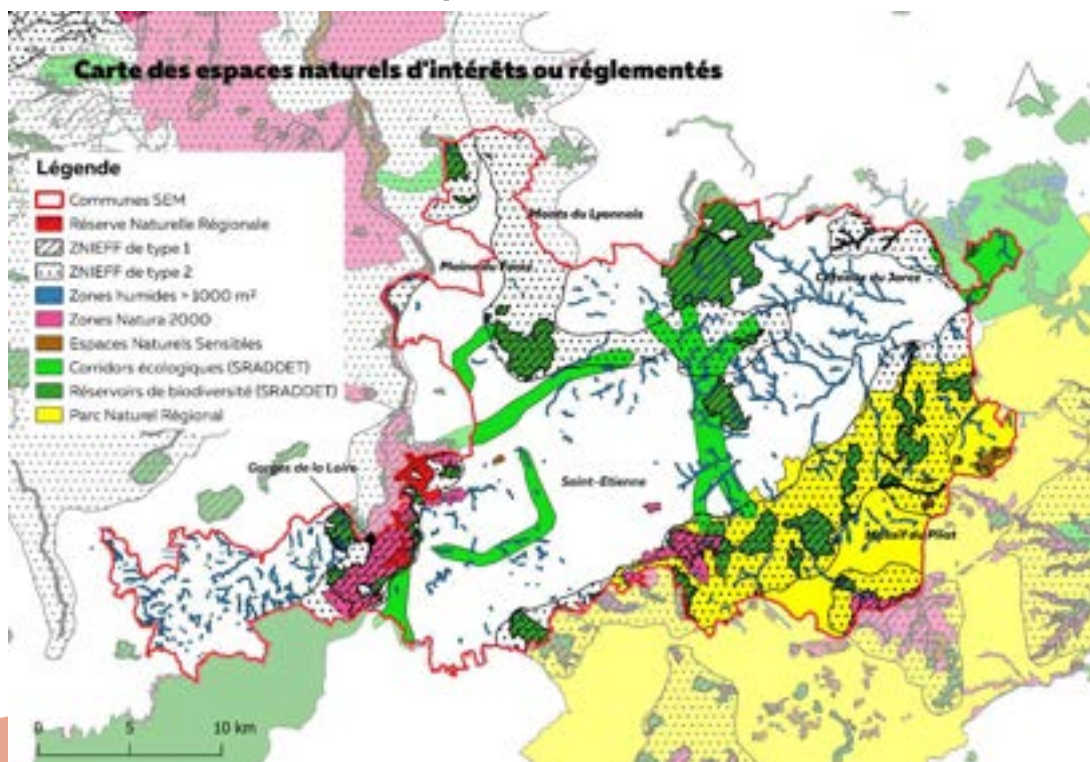 Carte des espaces naturels d'intérêts ou réglementés
Légende
Communes SEM
Réserve Naturelle Régionale
ZNIEFF de type 1
ZNIEFF de type 2
Zones humides > 1000 m²
Zones Natura 2000
Espaces Naturels Sensibles
Corridors écologiques (SRADDET)
Réservoirs de biodiversité (SRADDET)
Parc Naturel Régional
Monts du Lyonnais
Plaine du Forez
du Jarez
Gorges de la Loire
Saint-Etienne
Massif du Pilat
0 5 10 km